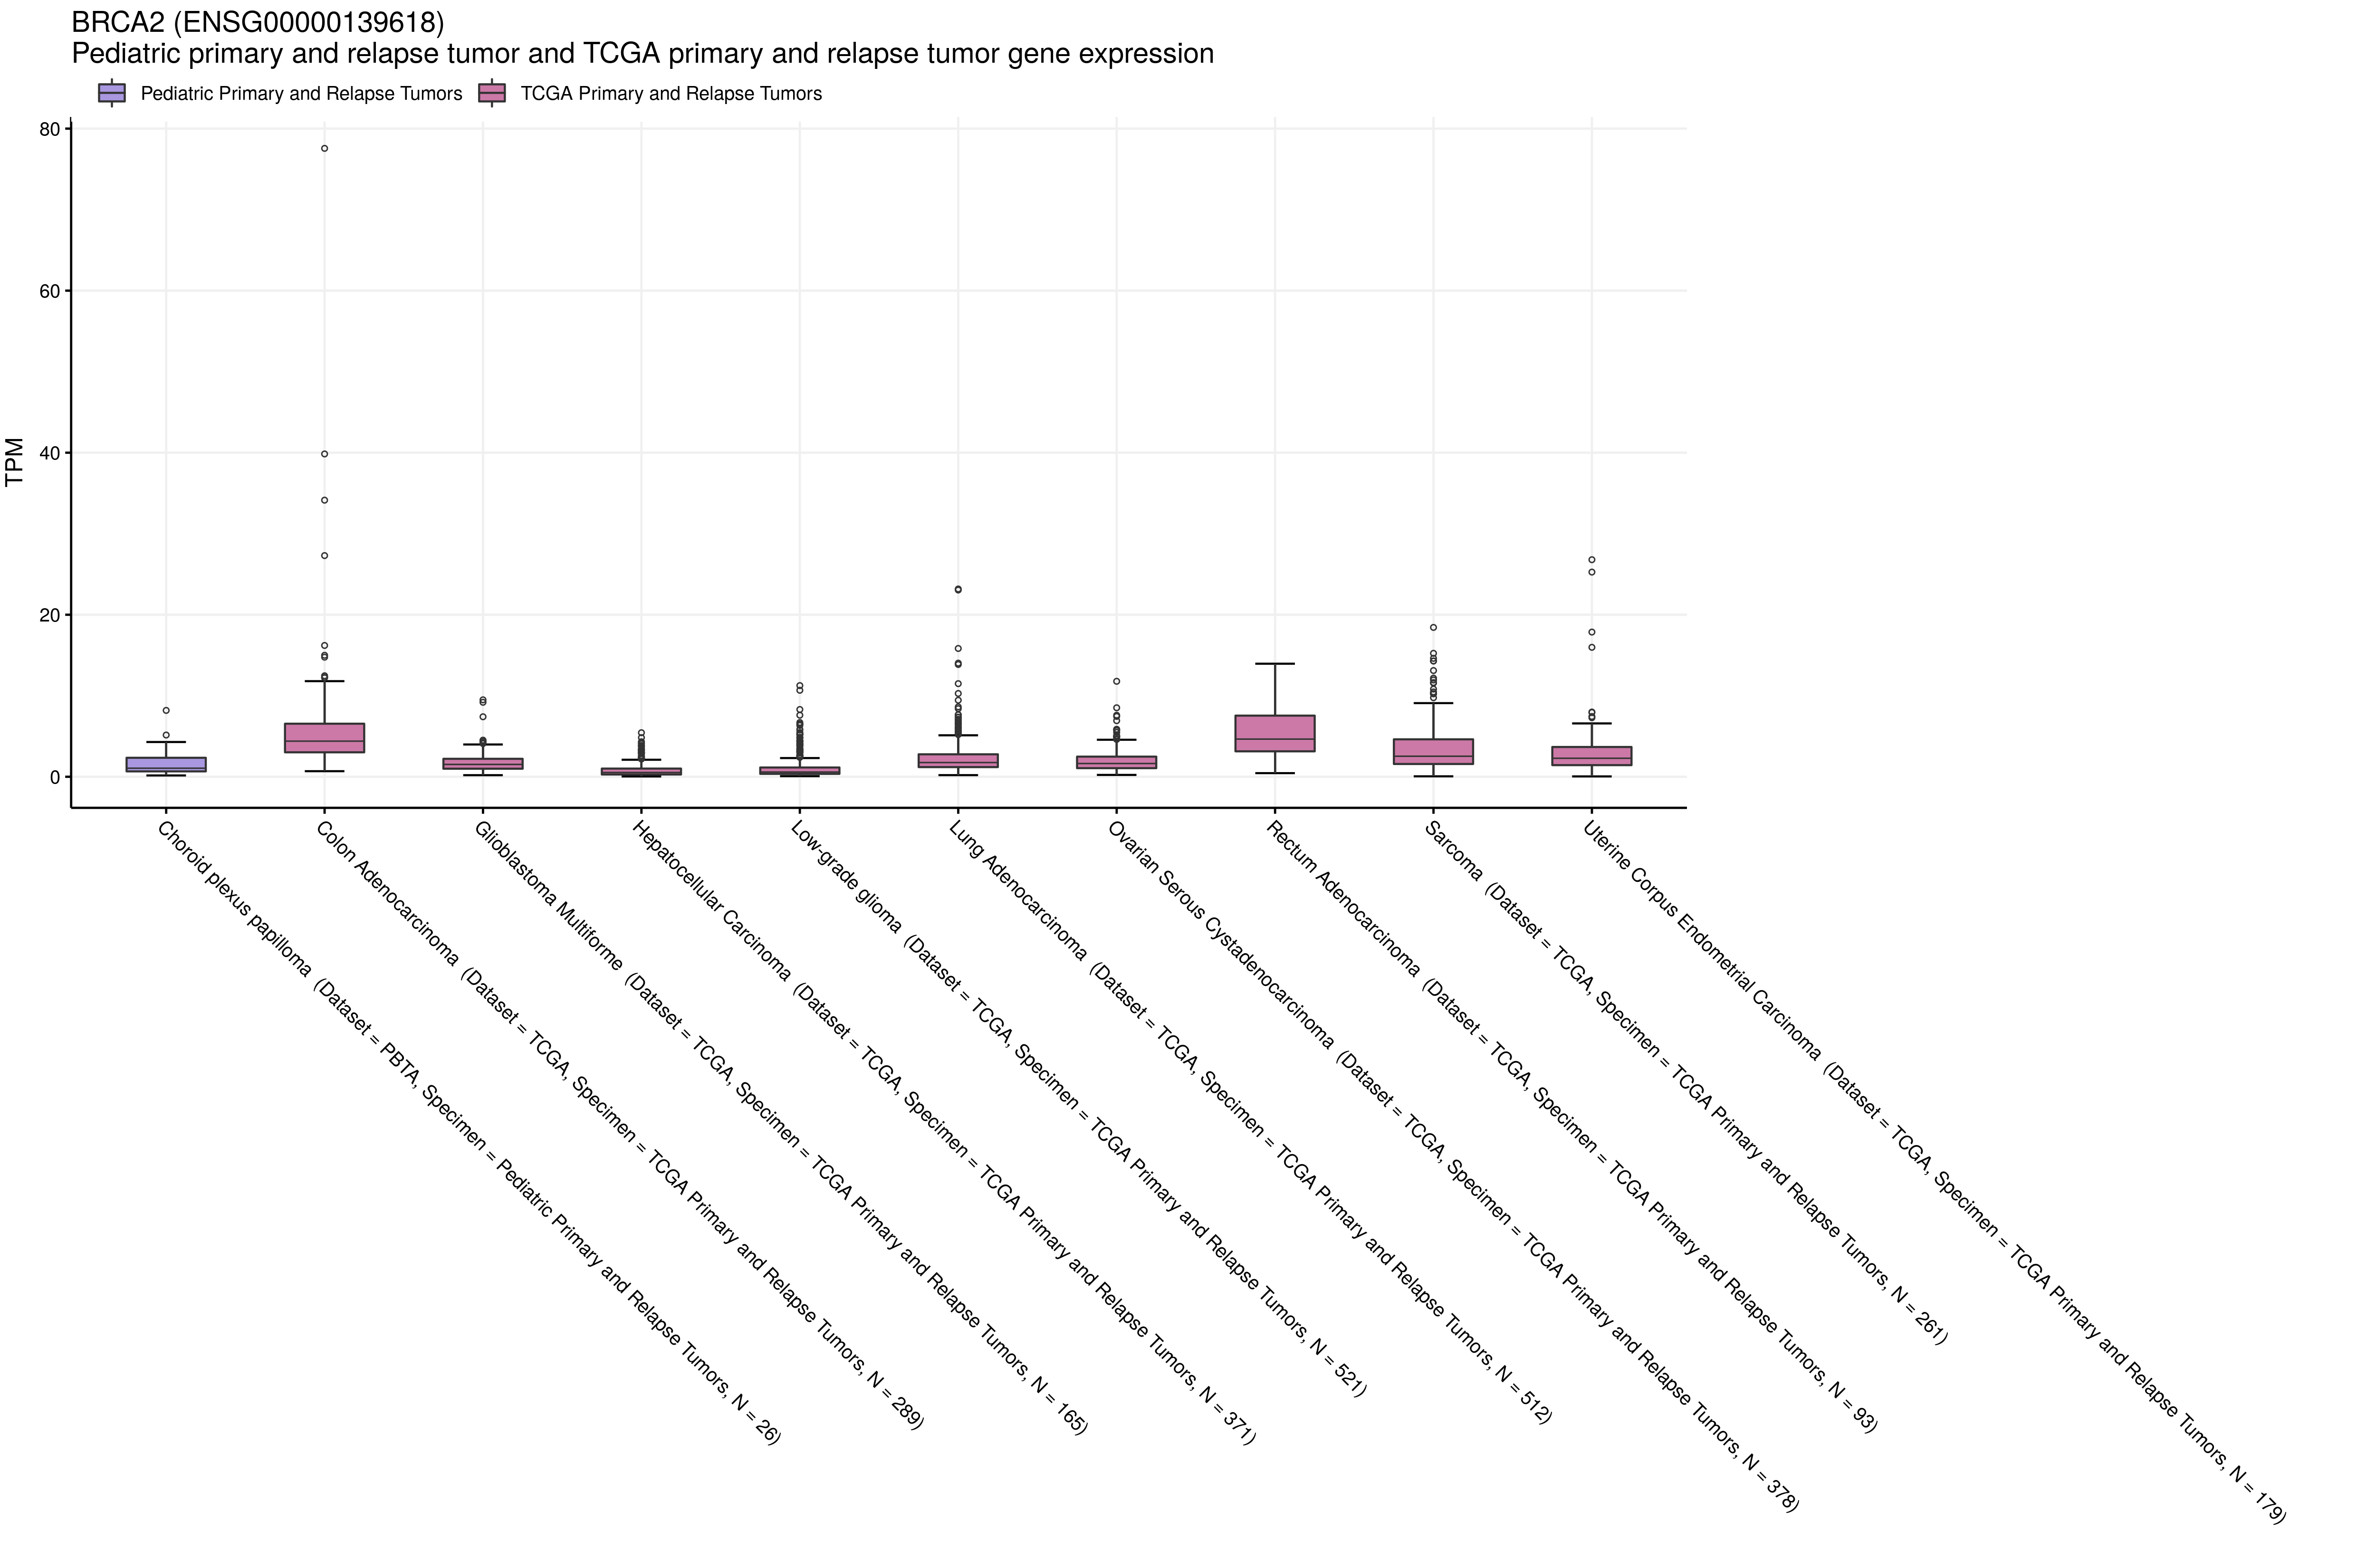 BRCA2 (ENSG00000139618)
Pediatric primary and relapse tumor and TCGA primary and relapse tumor gene expression
Pediatric Primary and Relapse Tumors
TCGA Primary and Relapse Tumors
TPM
80
60
40
20
0
Choroid plexus papilloma (Dataset = PBTA, Specimen = Pediatric Primary and Relapse Tumors, N = 26)
Colon Adenocarcinoma (Dataset = TCGA, Specimen = TCGA Primary and Relapse Tumors, N = 289)
Glioblastoma Multiforme (Dataset = TCGA, Specimen = TCGA Primary and Relapse Tumors, N = 165)
Hepatocellular Carcinoma (Dataset = TCGA, Specimen = TCGA Primary and Relapse Tumors, N = 371)
Low-grade glioma (Dataset = TCGA, Specimen = TCGA Primary and Relapse Tumors, N = 521)
Lung Adenocarcinoma (Dataset = TCGA, Specimen = TCGA Primary and Relapse Tumors, N = 512)
Ovarian Serous Cystadenocarcinoma (Dataset = TCGA, Specimen = TCGA Primary and Relapse Tumors, N = 378)
Rectum Adenocarcinoma (Dataset = TCGA, Specimen = TCGA Primary and Relapse Tumors, N = 93)
Sarcoma (Dataset = TCGA, Specimen = TCGA Primary and Relapse Tumors, N = 261)
Uterine Corpus Endometrial Carcinoma (Dataset = TCGA, Specimen = TCGA Primary and Relapse Tumors, N = 179)